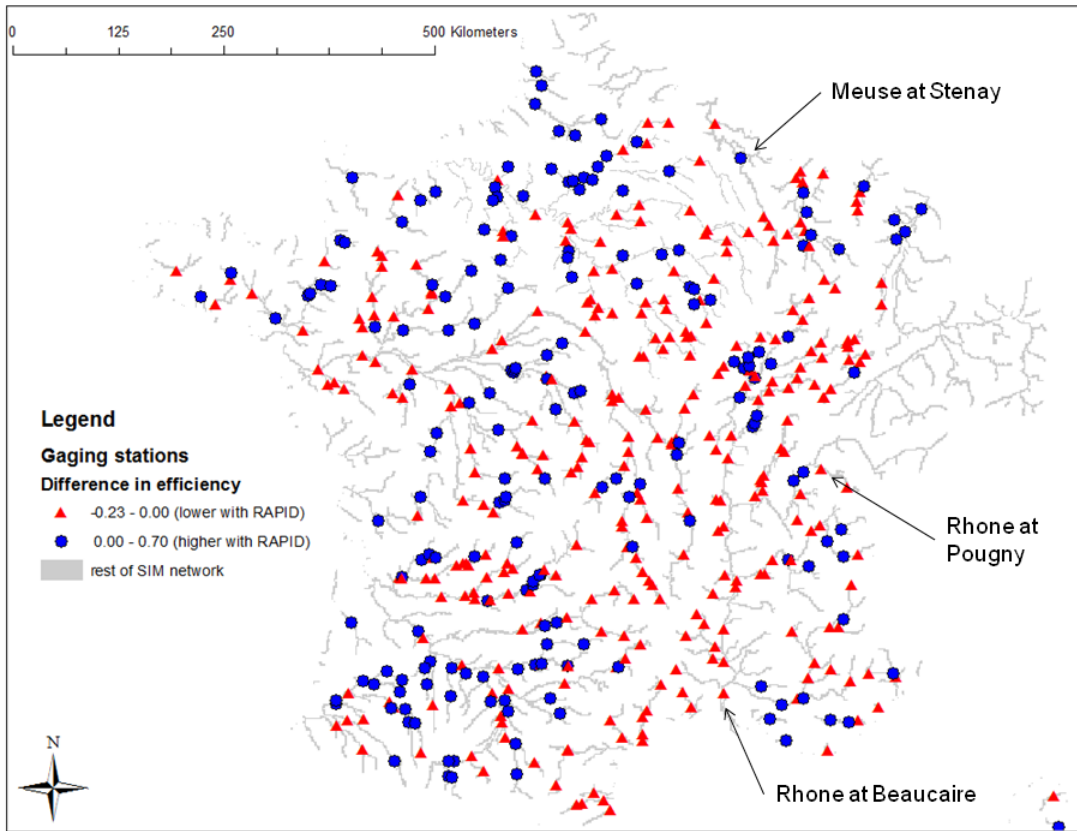 0 125 250 500 Kilometers
Meuse at Stenay
Legend
Gaging stations
Difference in efficiency
-0.23 - 0.00 (lower with RAPID)
0.00 - 0.70 (higher with RAPID)
rest of SIM network
Rhone at
Pougny
N
Rhone at Beaucaire